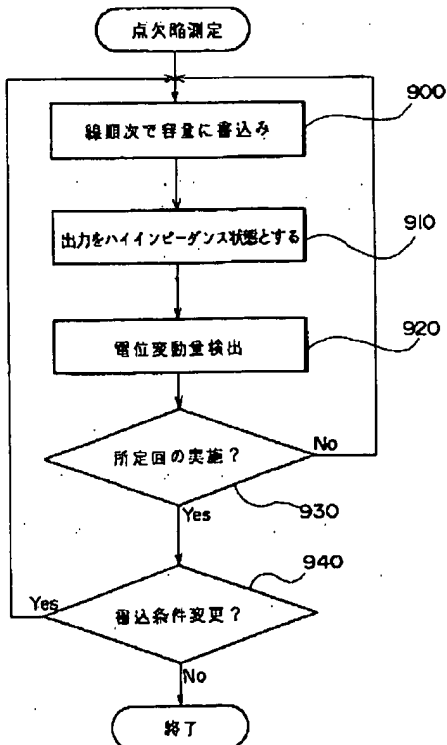 点欠陥測定
線順次で容量に書込み
900
出力をハイインピーダンス状態とする
910
電位変動量検出
920
所定回の実施?
No
930
Yes
940
書込条件変更?
Yes
No
終了